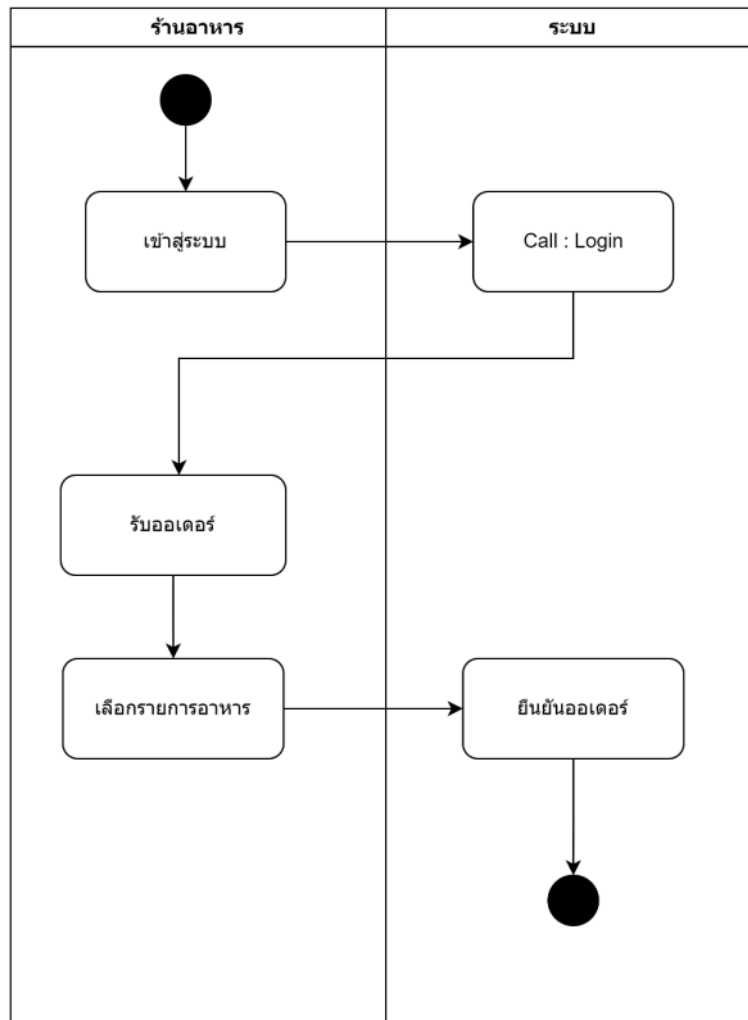 ร้านอาหาร
ระบบ
เข้าสู่ระบบ
Call : Login
รับออเดอร์
เลือกรายการอาหาร
ยืนยันออเดอร์